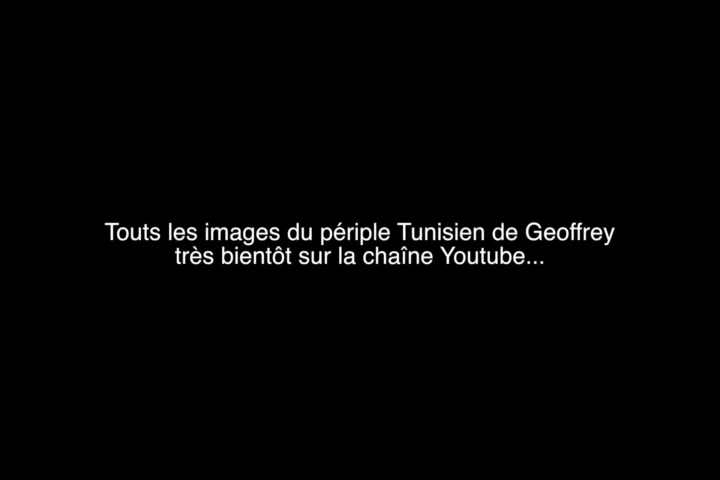 Touts les images du périple Tunisien de Geoffrey
très bientôt sur la chaîne Youtube...